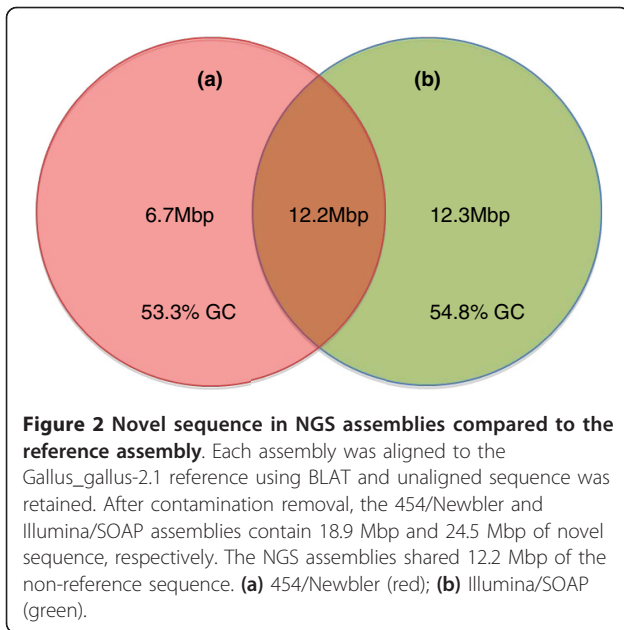 (a) (b)
6.7Mbp 12.2Mbp 12.3Mbp
53.3% GC 54.8% GC
Figure 2 Novel sequence in NGS assemblies compared to the
reference assembly. Each assembly was aligned to the
Gallus_gallus-2.1 reference using BLAT and unaligned sequence was
retained. After contamination removal, the 454/Newbler and
Illumina/SOAP assemblies contain 18.9 Mbp and 24.5 Mbp of novel
sequence, respectively. The NGS assemblies shared 12.2 Mbp of the
non-reference sequence. (a) 454/Newbler (red); (b) Illumina/SOAP
(green).